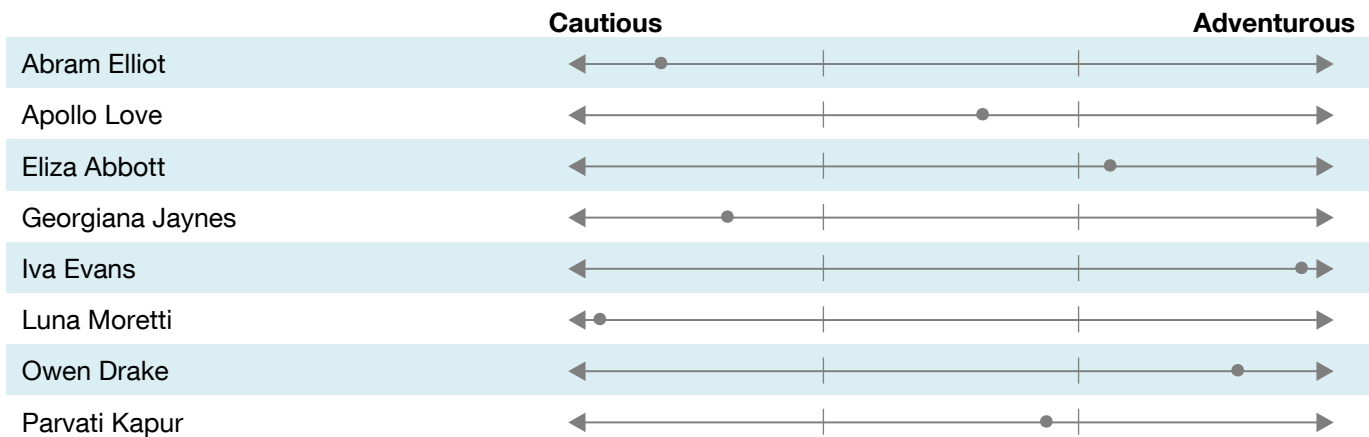 Cautious Adventurous
Abram Elliot
Apollo Love
Eliza Abbott
Georgiana Jaynes
Iva Evans
Luna Moretti
Owen Drake
Parvati Kapur